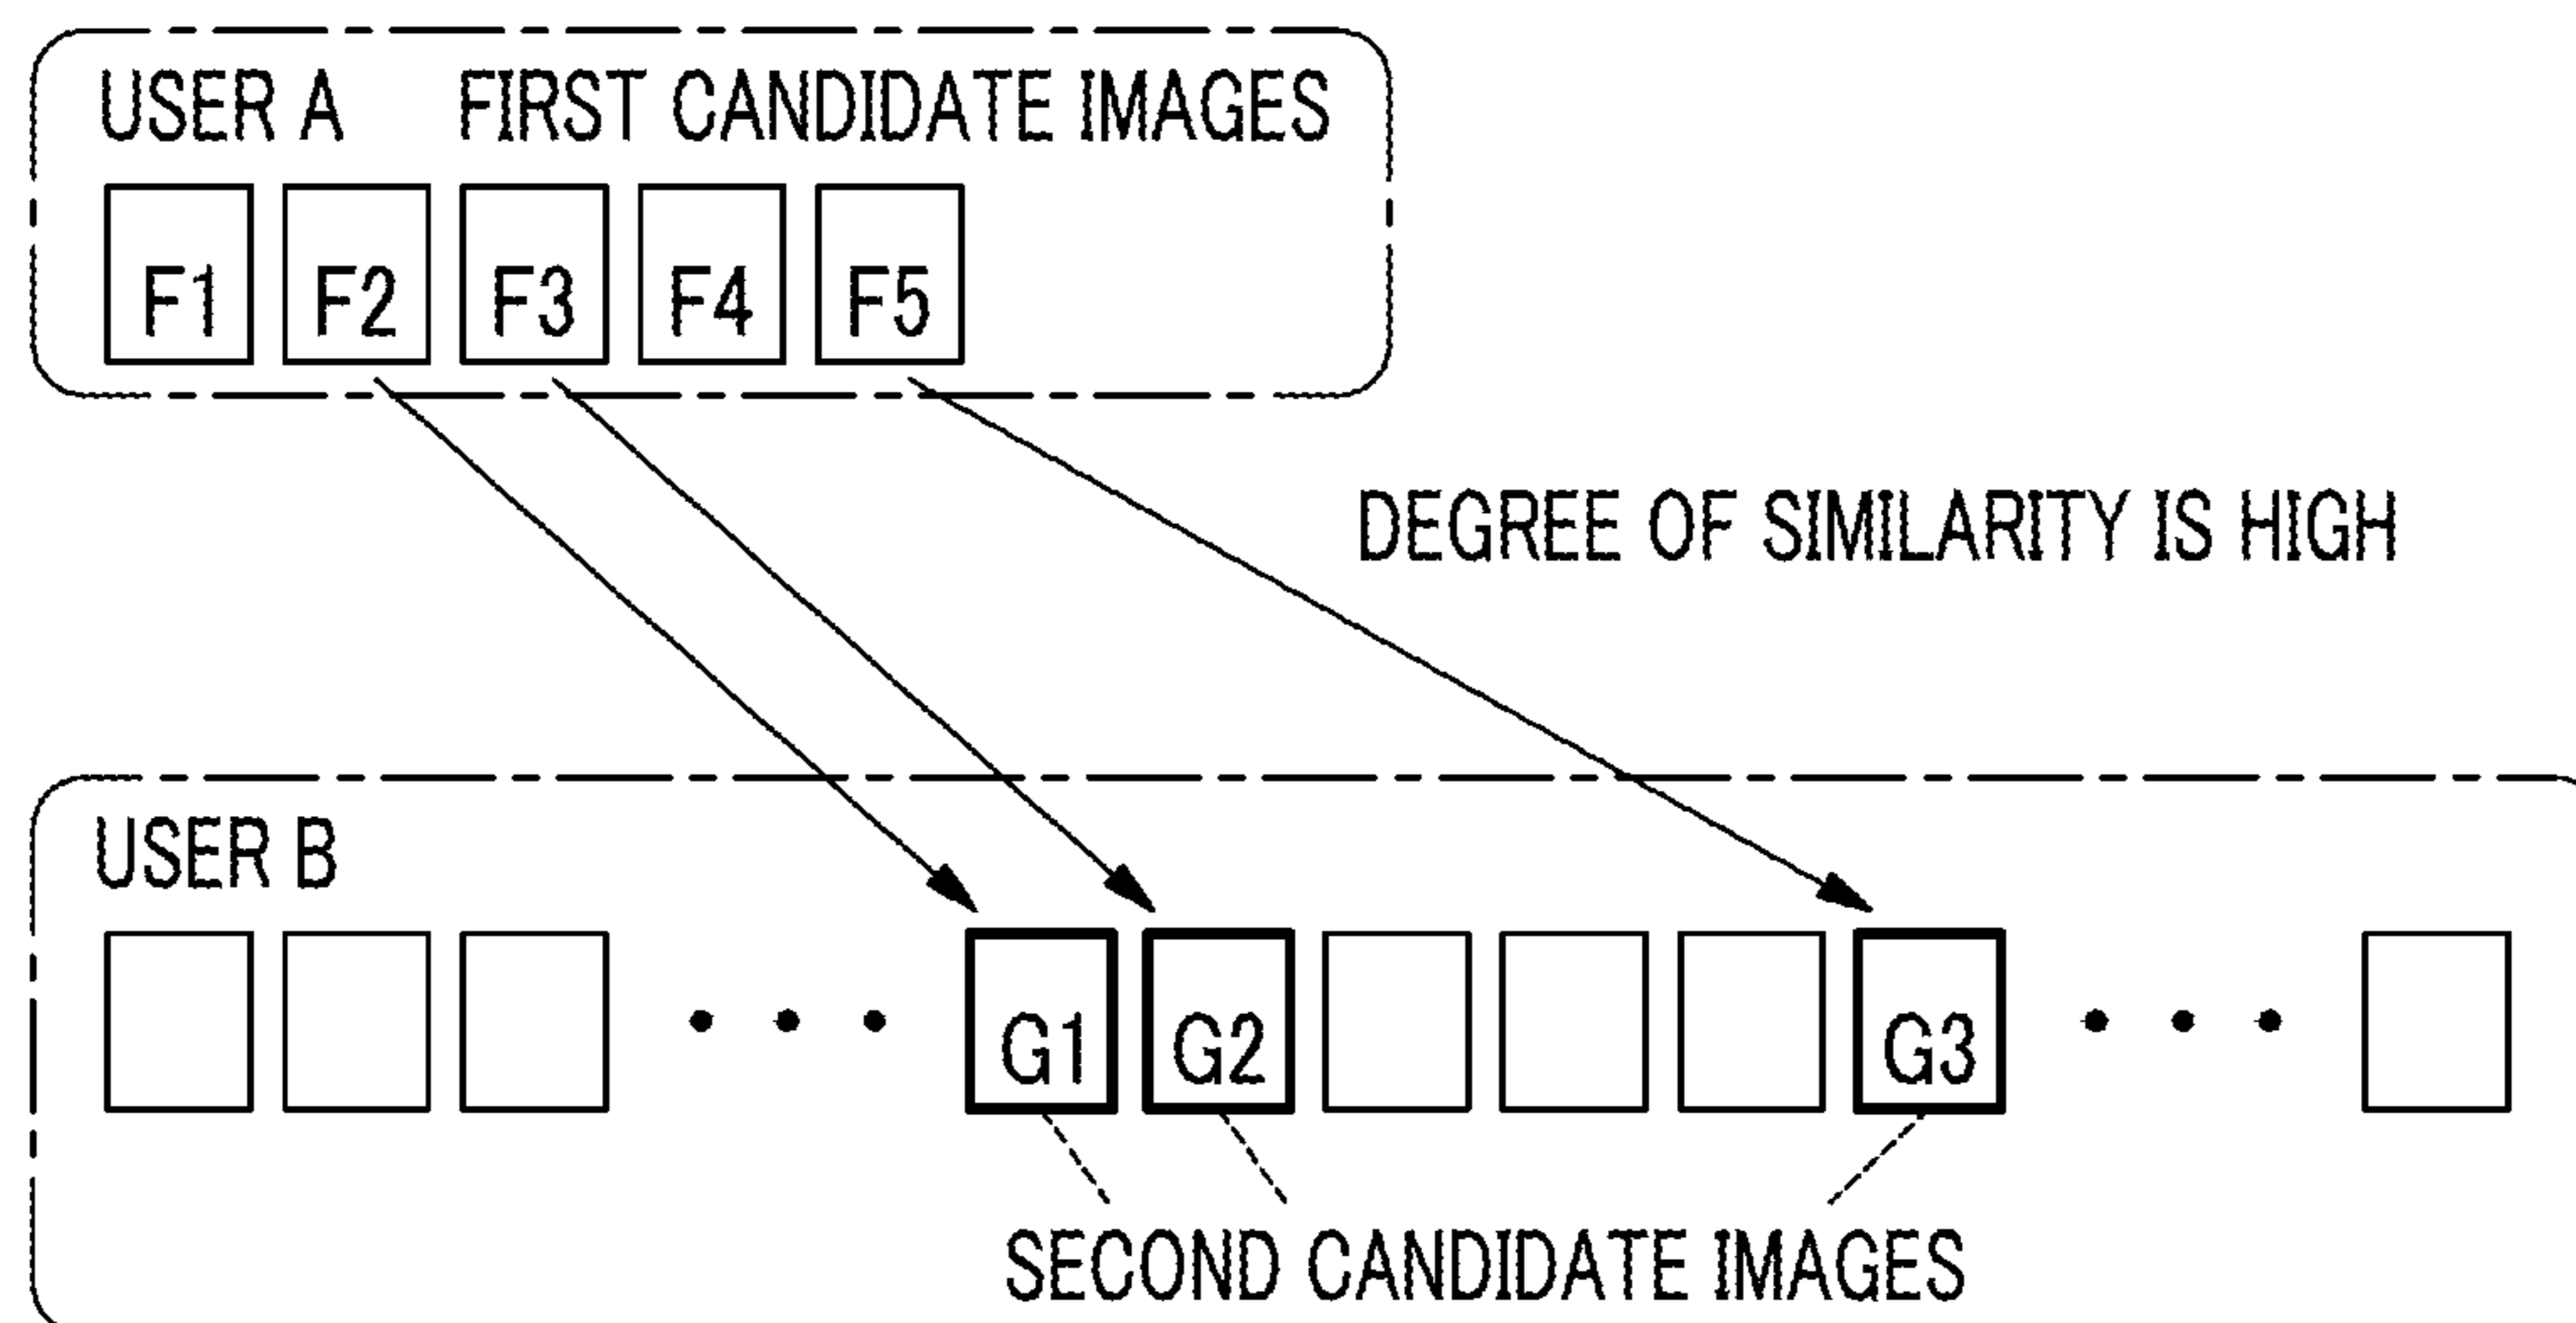 USER A FIRST CANDIDATE IMAGES
F1 F2 F3 F4 F5
DEGREE OF SIMILARITY IS HIGH
USER B
G1 G2 G3
SECOND CANDIDATE IMAGES